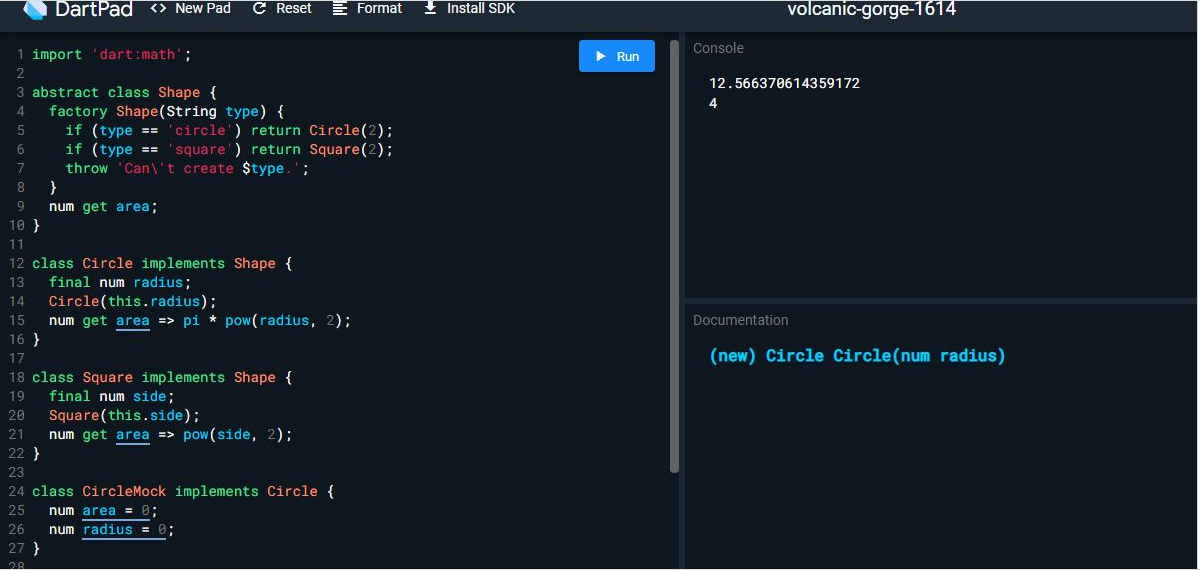 DartPad <> New Pad Reset Format Install SDK volcanic-gorge-1614
Run
1 import 'dart:math';
2
3 abstract class Shape {
4   factory Shape(String type) {
5     if (type == 'circle') return Circle(2);
6     if (type == 'square') return Square(2);
7     throw 'Can\'t create $type.';
8   }
9   num get area;
10 }
11
12 class Circle implements Shape {
13   final num radius;
14   Circle(this.radius);
15   num get area => pi * pow(radius, 2);
16 }
17
18 class Square implements Shape {
19   final num side;
20   Square(this.side);
21   num get area => pow(side, 2);
22 }
23
24 class CircleMock implements Circle {
25   num area = 0;
26   num radius = 0;
27 }
28
Console
12.566370614359172
4
Documentation
(new) Circle Circle(num radius)